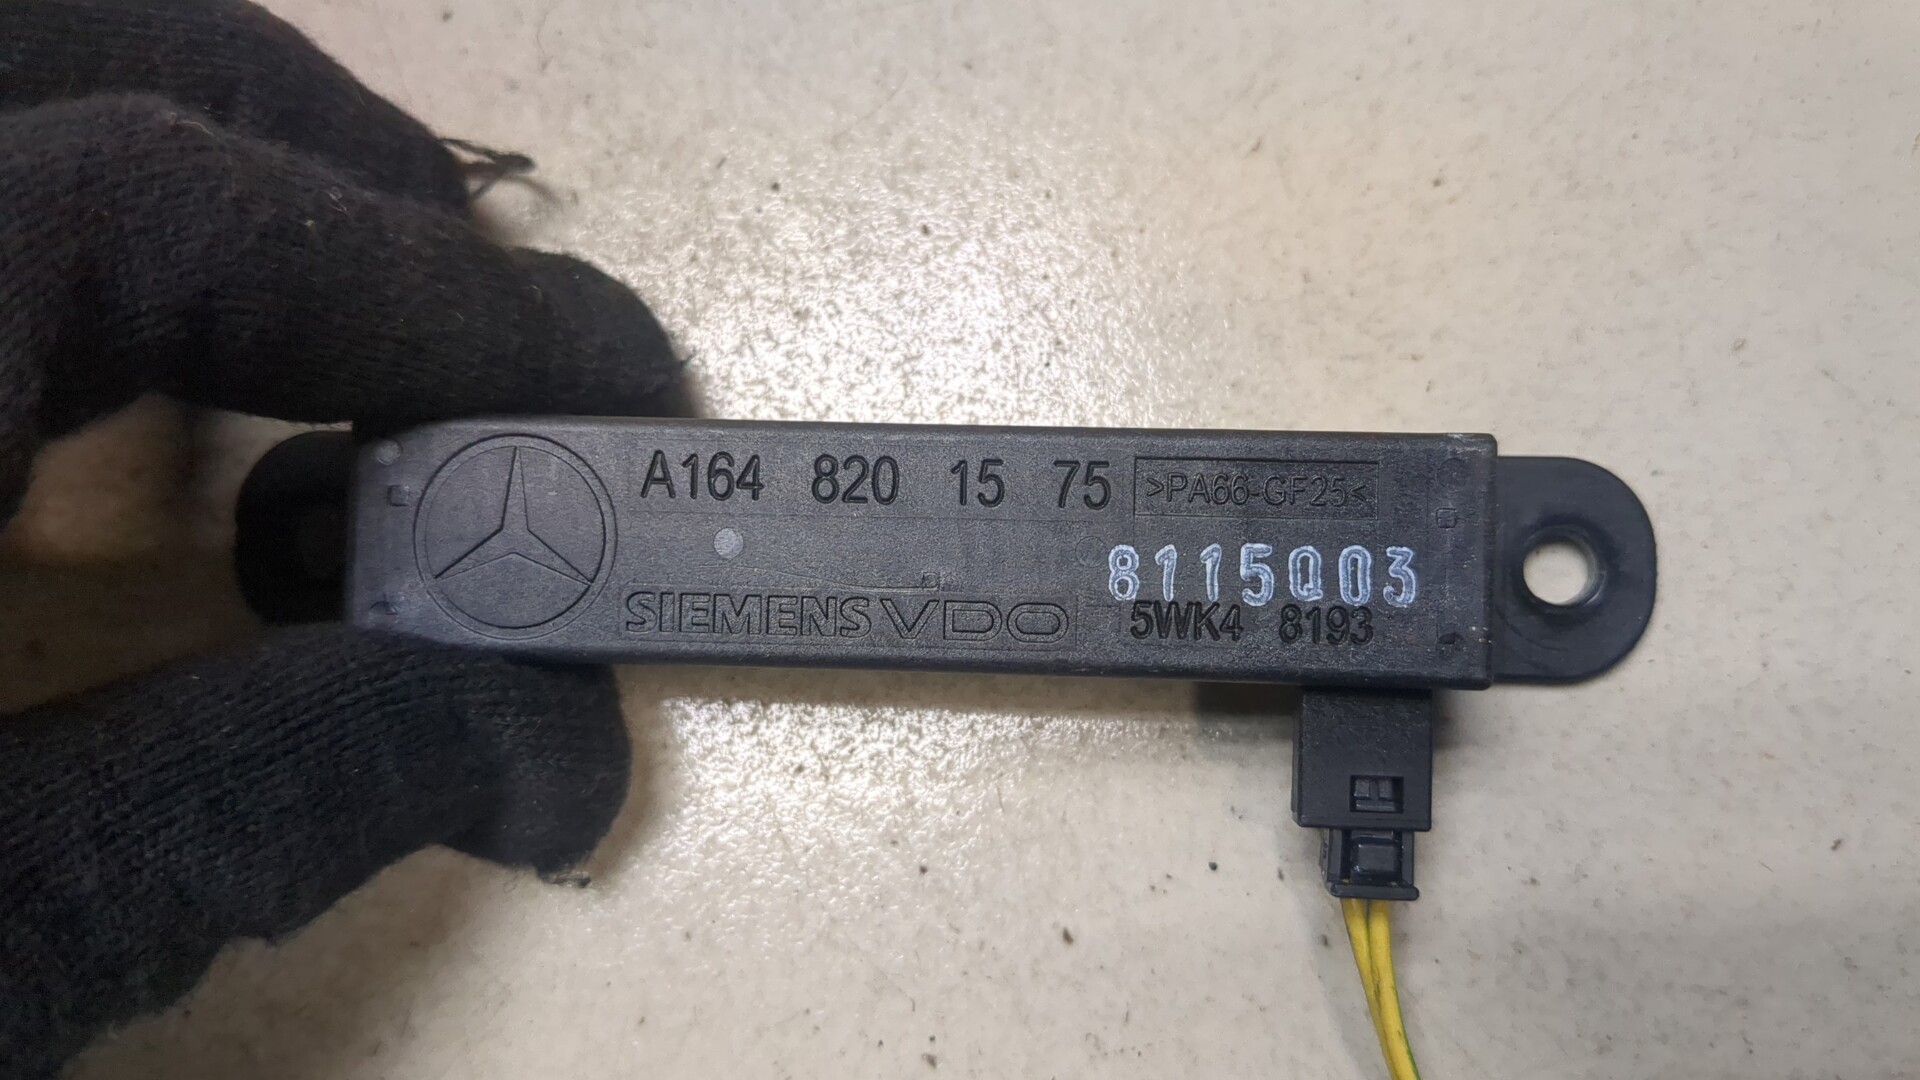 A164 820 15 75 >PA66-GF25<
8115Q03
SIEMENS VDO 5WK4 8193